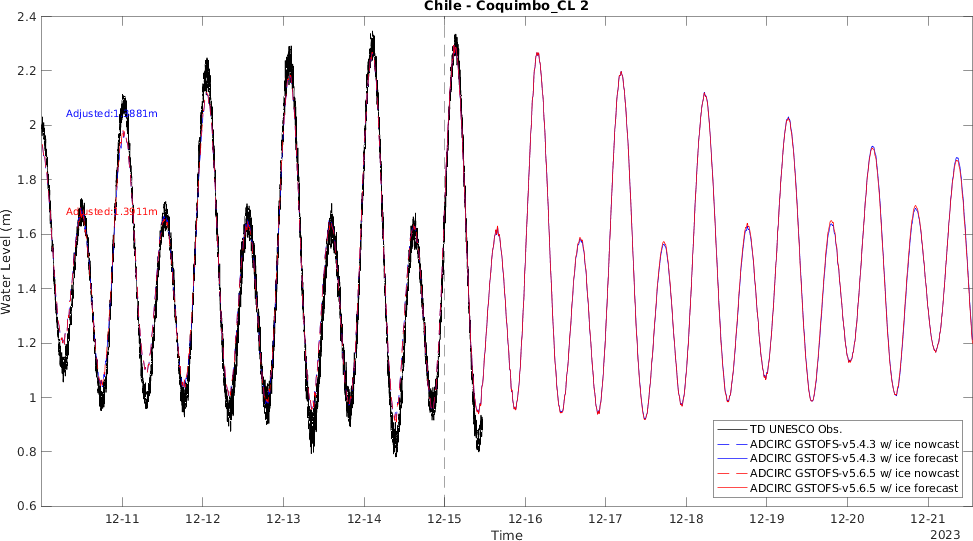 Chile - Coquimbo_CL 2
2.4
2.2
2
1.8
1.6
1.4
1.2
1
0.8
0.6
Water Level (m)
Adjusted:1.3911m
12-11
12-12
12-13
12-14
12-15
12-16
12-17
12-18
12-19
12-20
12-21
2023
Time
TD UNESCO Obs.
ADCIRC GSTOFS-v5.4.3 w/ ice nowcast
ADCIRC GSTOFS-v5.4.3 w/ ice forecast
ADCIRC GSTOFS-v5.6.5 w/ ice nowcast
ADCIRC GSTOFS-v5.6.5 w/ ice forecast